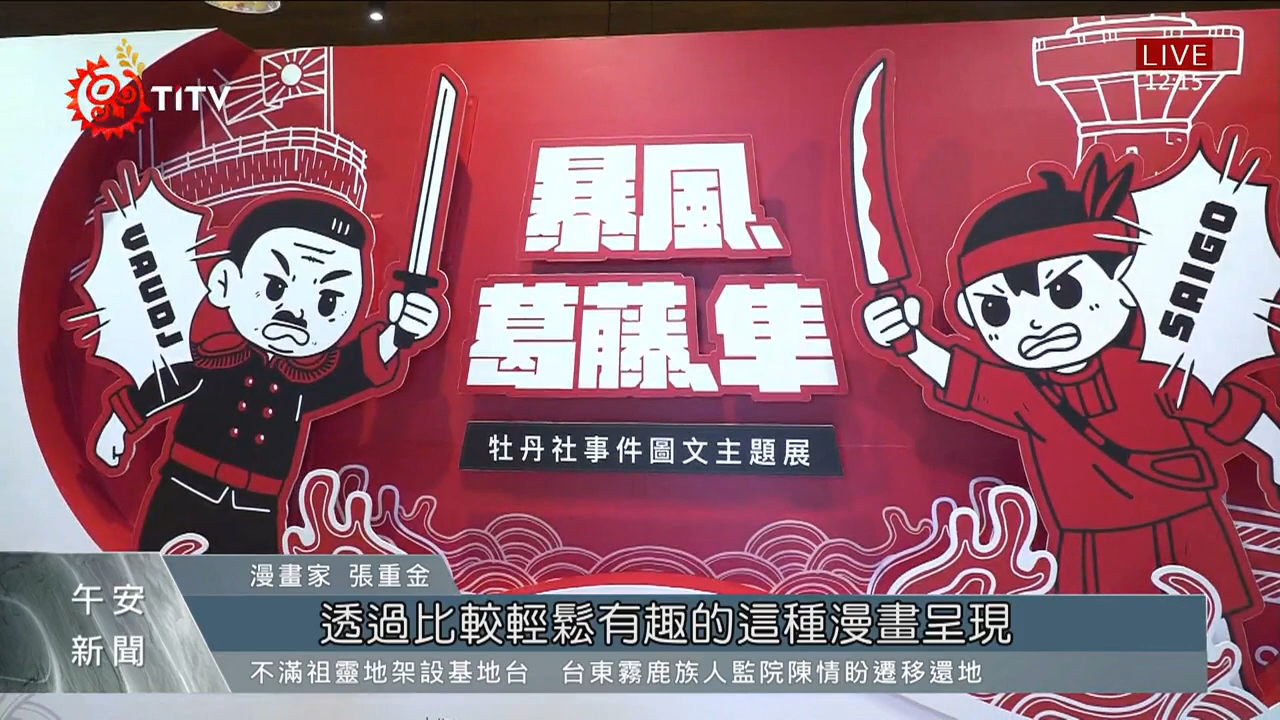 TiTV
LIVE
12:15
暴風
葛藤、隼
牡丹社事件圖文主題展
SAIGO
午安
新聞
漫畫家 張重金
透過比較輕鬆有趣的這種漫畫呈現
不滿祖靈地架設基地台 台東霧鹿族人監院陳情盼遷移還地